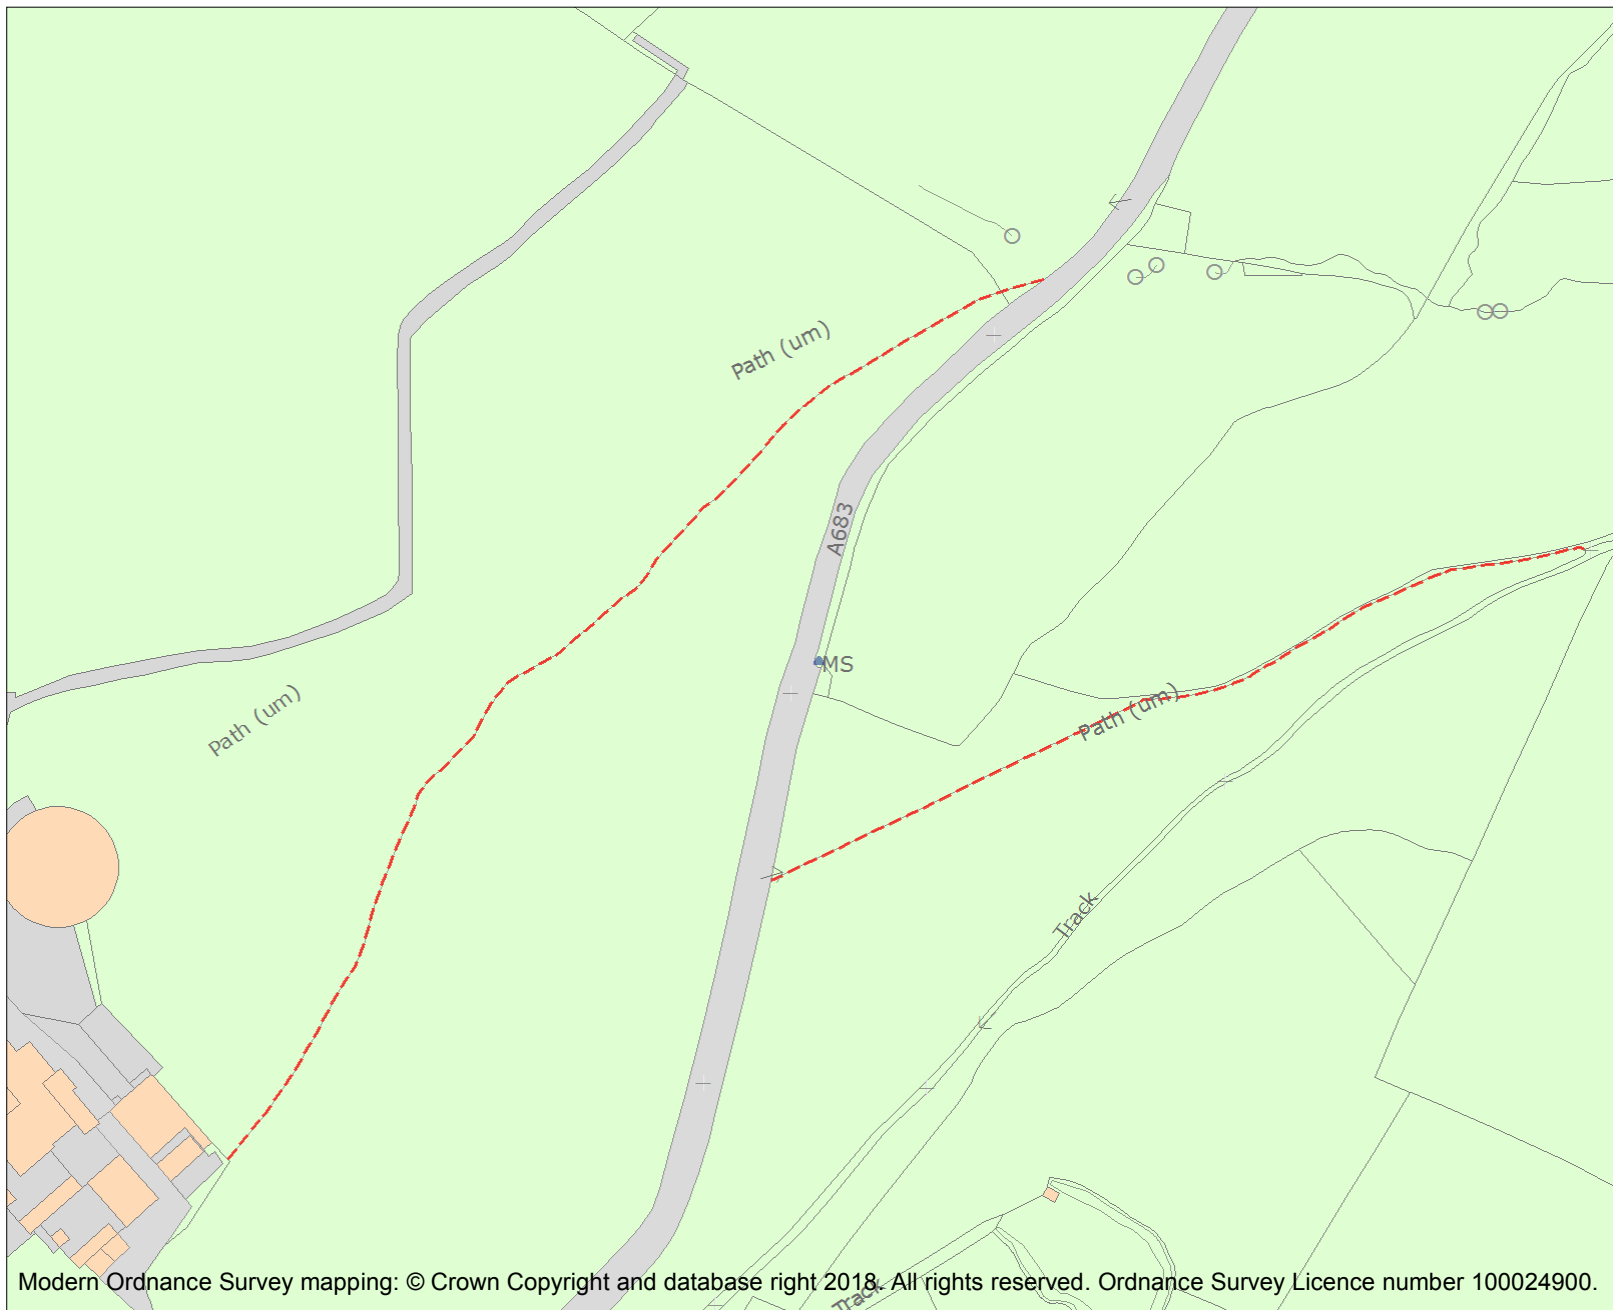 Path (um)
A683
MS
Path (um)
Path (um)
Track
Track
Modern Ordnance Survey mapping: © Crown Copyright and database right 2018. All rights reserved. Ordnance Survey Licence number 100024900.